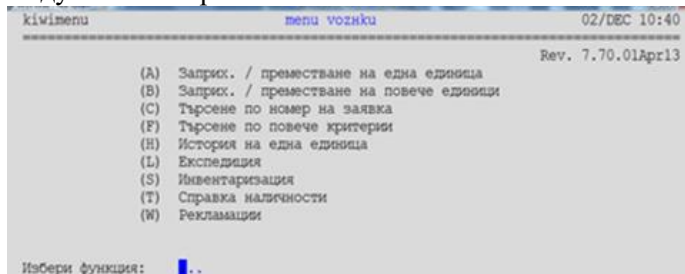 kiwimenu menu vozнku 02/DEC 10:40
Rev. 7.70.01Apr13
(A) Заприх. / преместване на една единица
(B) Заприх. / преместване на повече единици
(C) Търсене по номер на заявка
(F) Търсене по повече критерии
(H) История на една единица
(L) Експедиция
(S) Инвентаризация
(T) Справка наличности
(W) Рекламации
Избери функция: ..